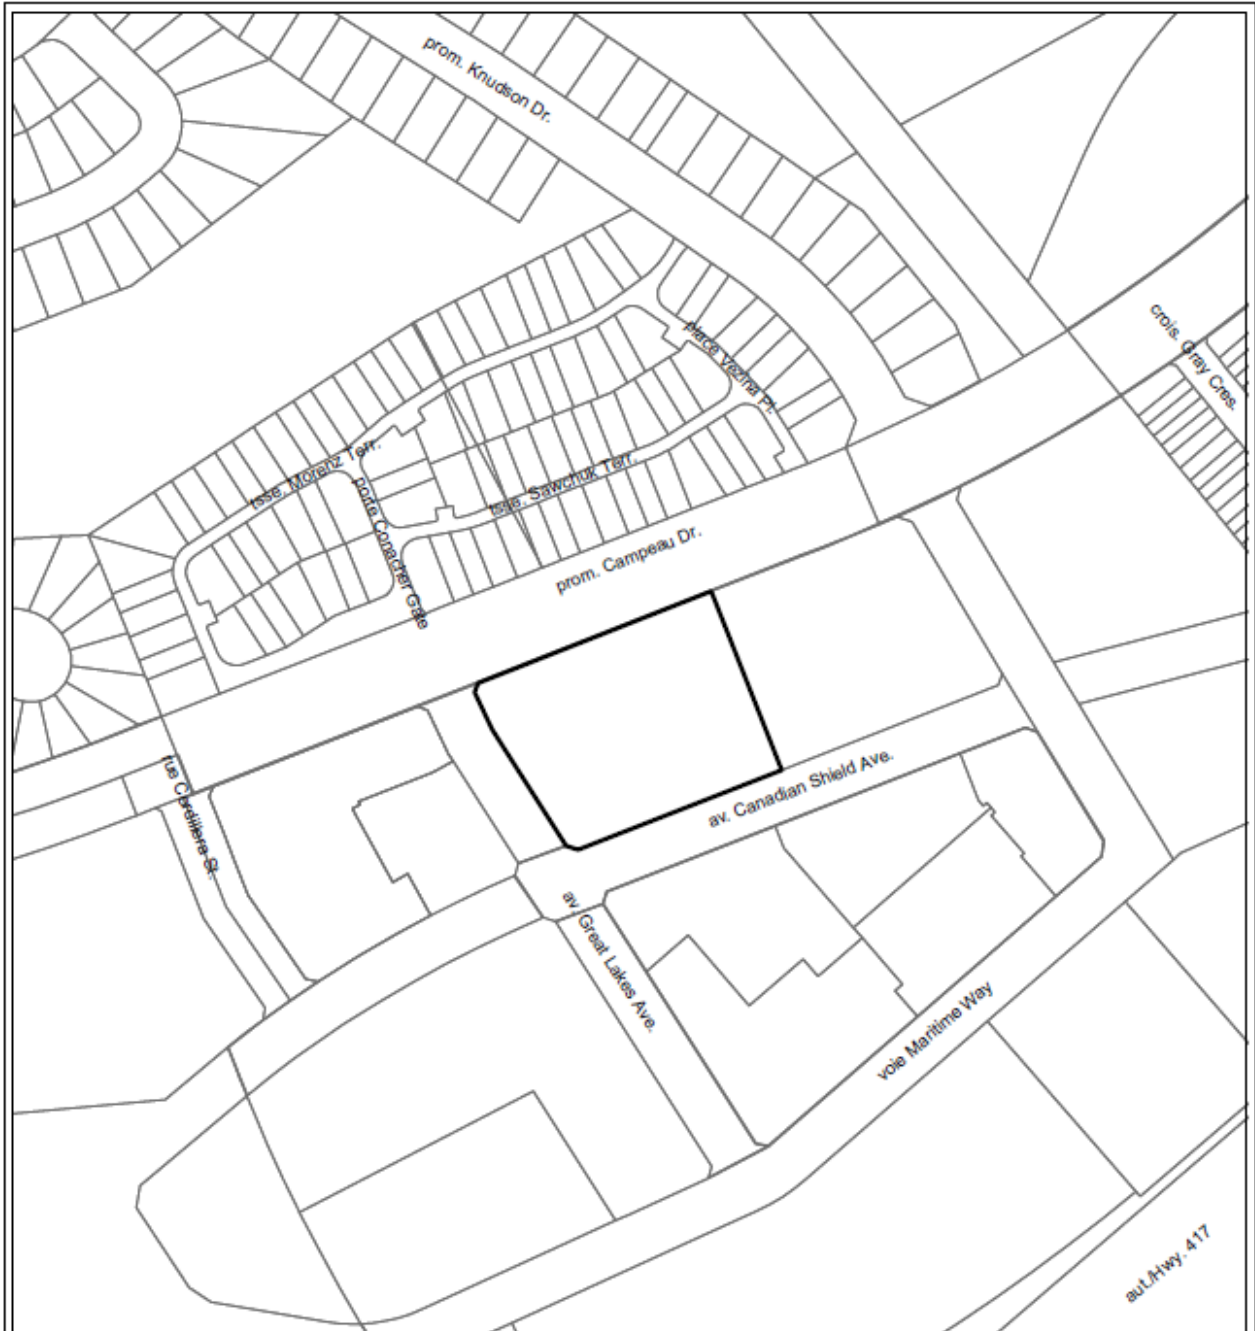 prom. Knudson Dr.
crois. Gray Cres.
place Vezina Pl.
tsse. Morenz Terr.
tsse. Sawchuk Terr.
porte Conacher Gate
prom. Campeau Dr.
rue Cordillera St.
av. Canadian Shield Ave.
av. Great Lakes Ave.
voie Maritime Way
aut./Hwy. 417